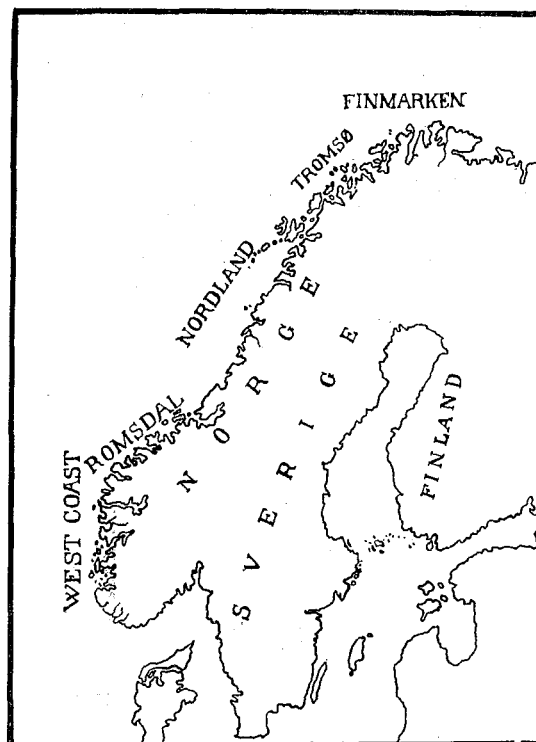 FINMARKEN
TROMSØ
NORDLAND
ROMSDAL
WEST COAST
NORGE
SVERIGE
FINLAND